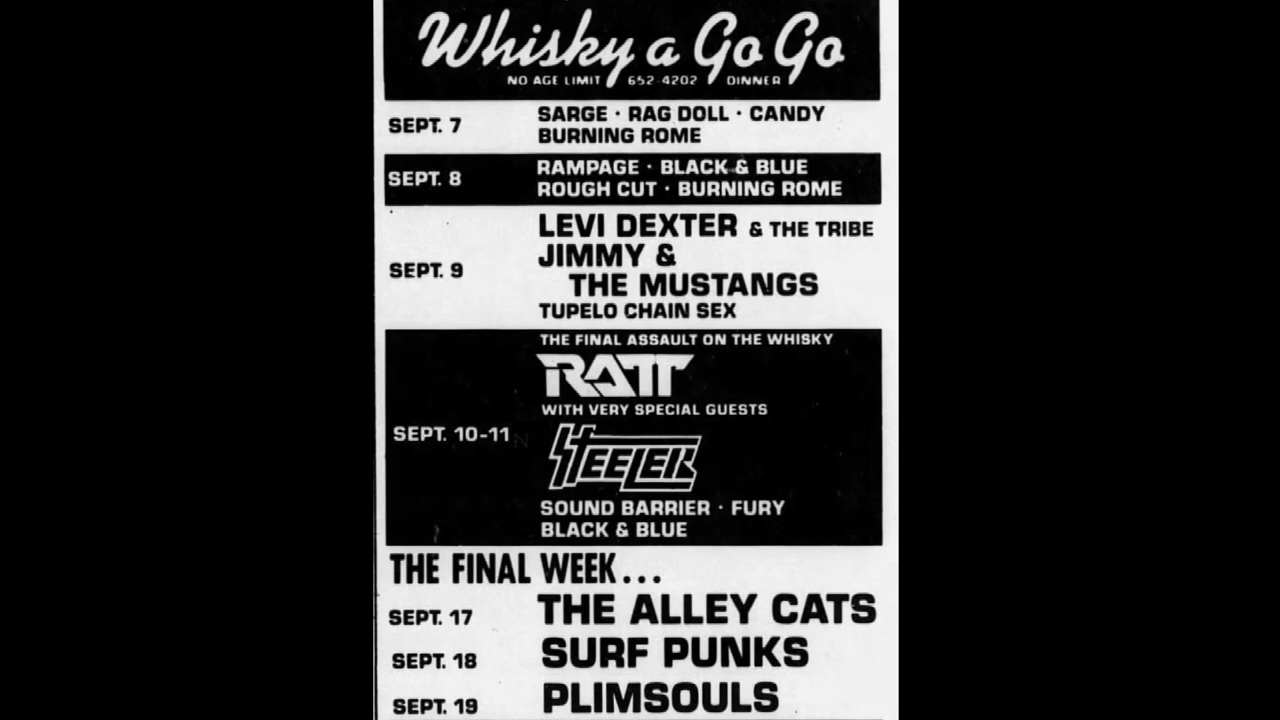 Whisky a Go Go
NO AGE LIMIT 652-4202 DINNER
SEPT. 7
SARGE · RAG DOLL · CANDY
BURNING ROME
SEPT. 8
RAMPAGE · BLACK & BLUE
ROUGH CUT · BURNING ROME
SEPT. 9
LEVI DEXTER & THE TRIBE
JIMMY &
THE MUSTANGS
TUPELO CHAIN SEX
SEPT. 10-11
THE FINAL ASSAULT ON THE WHISKY
RATT
WITH VERY SPECIAL GUESTS
STEELER
SOUND BARRIER · FURY
BLACK & BLUE
THE FINAL WEEK...
SEPT. 17 THE ALLEY CATS
SEPT. 18 SURF PUNKS
SEPT. 19 PLIMSOULS